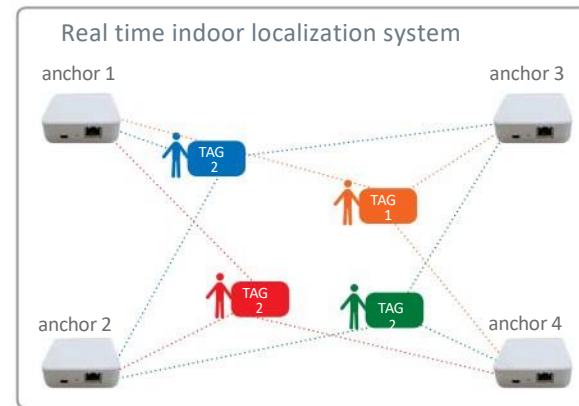 Real time indoor localization system
anchor 1
anchor 3
TAG
2
TAG
1
TAG
2
TAG
2
anchor 2
anchor 4